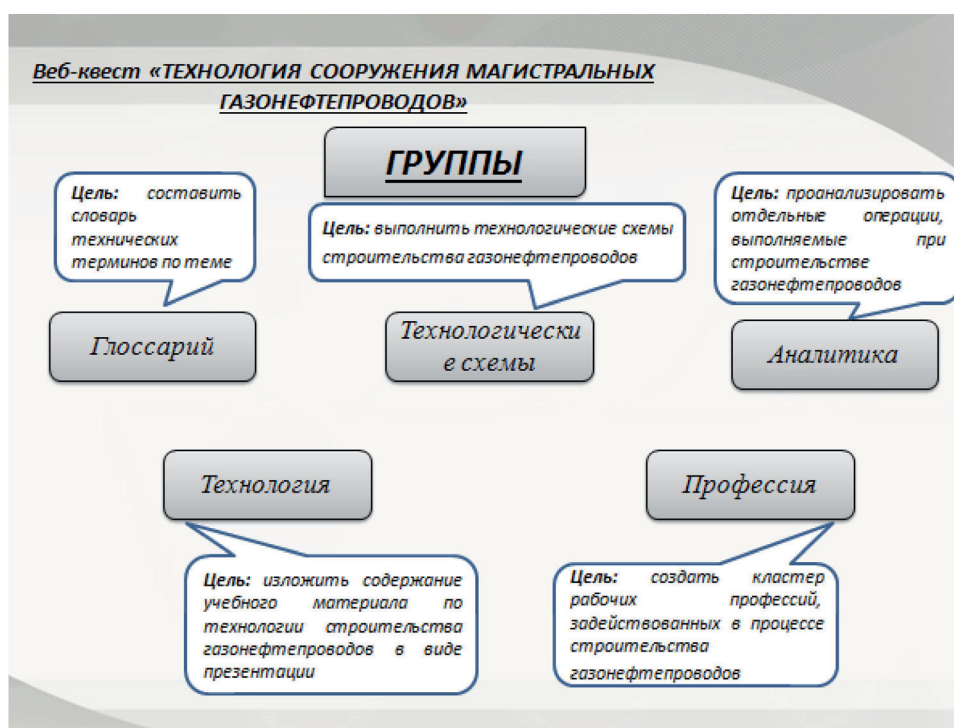 Веб-квест «ТЕХНОЛОГИЯ СООРУЖЕНИЯ МАГИСТРАЛЬНЫХ
ГАЗОНЕФТЕПРОВОДОВ»
ГРУППЫ
Цель: составить
словарь
технических
терминов по теме
Цель: выполнить технологические схемы
строительства газонефтепроводов
Цель: проанализировать
отдельные операции,
выполняемые при
строительстве
газонефтепроводов
Глоссарий
Технологически
е схемы
Аналитика
Технология
Профессия
Цель: изложить содержание
учебного материала по
технологии строительства
газонефтепроводов в виде
презентации
Цель: создать кластер
рабочих профессий,
задействованных в процессе
строительства
газонефтепроводов